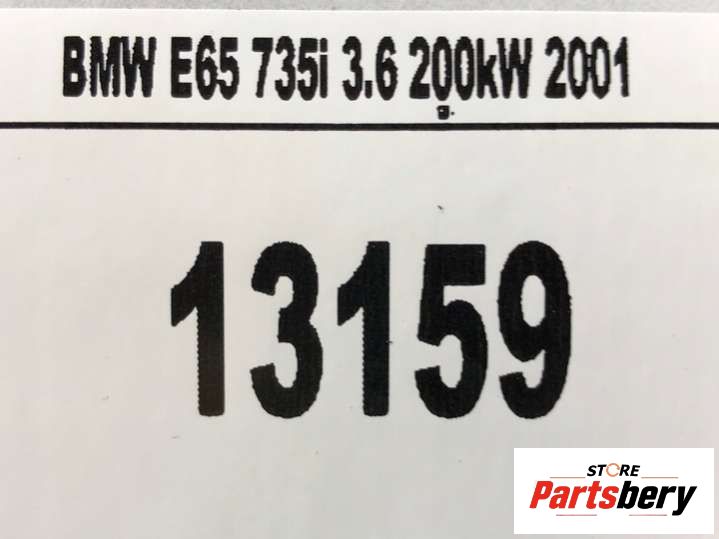 BMW E65 735i 3.6 200kW 2001
13159
STORE
Partsbery